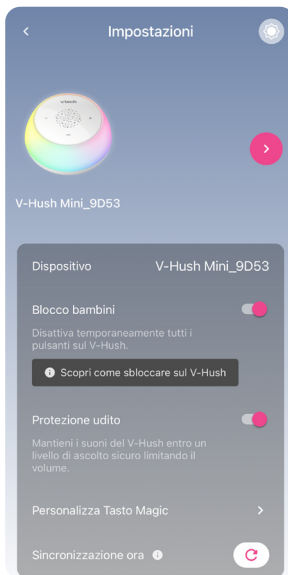 Impostazioni
V-Hush Mini_9D53
Dispositivo V-Hush Mini_9D53
Blocco bambini
Disattiva temporaneamente tutti i
pulsanti sul V-Hush.
Scopri come sbloccare sul V-Hush
Protezione udito
Mantieni i suoni del V-Hush entro un
livello di ascolto sicuro limitando il
volume.
Personalizza Tasto Magic
Sincronizzazione ora